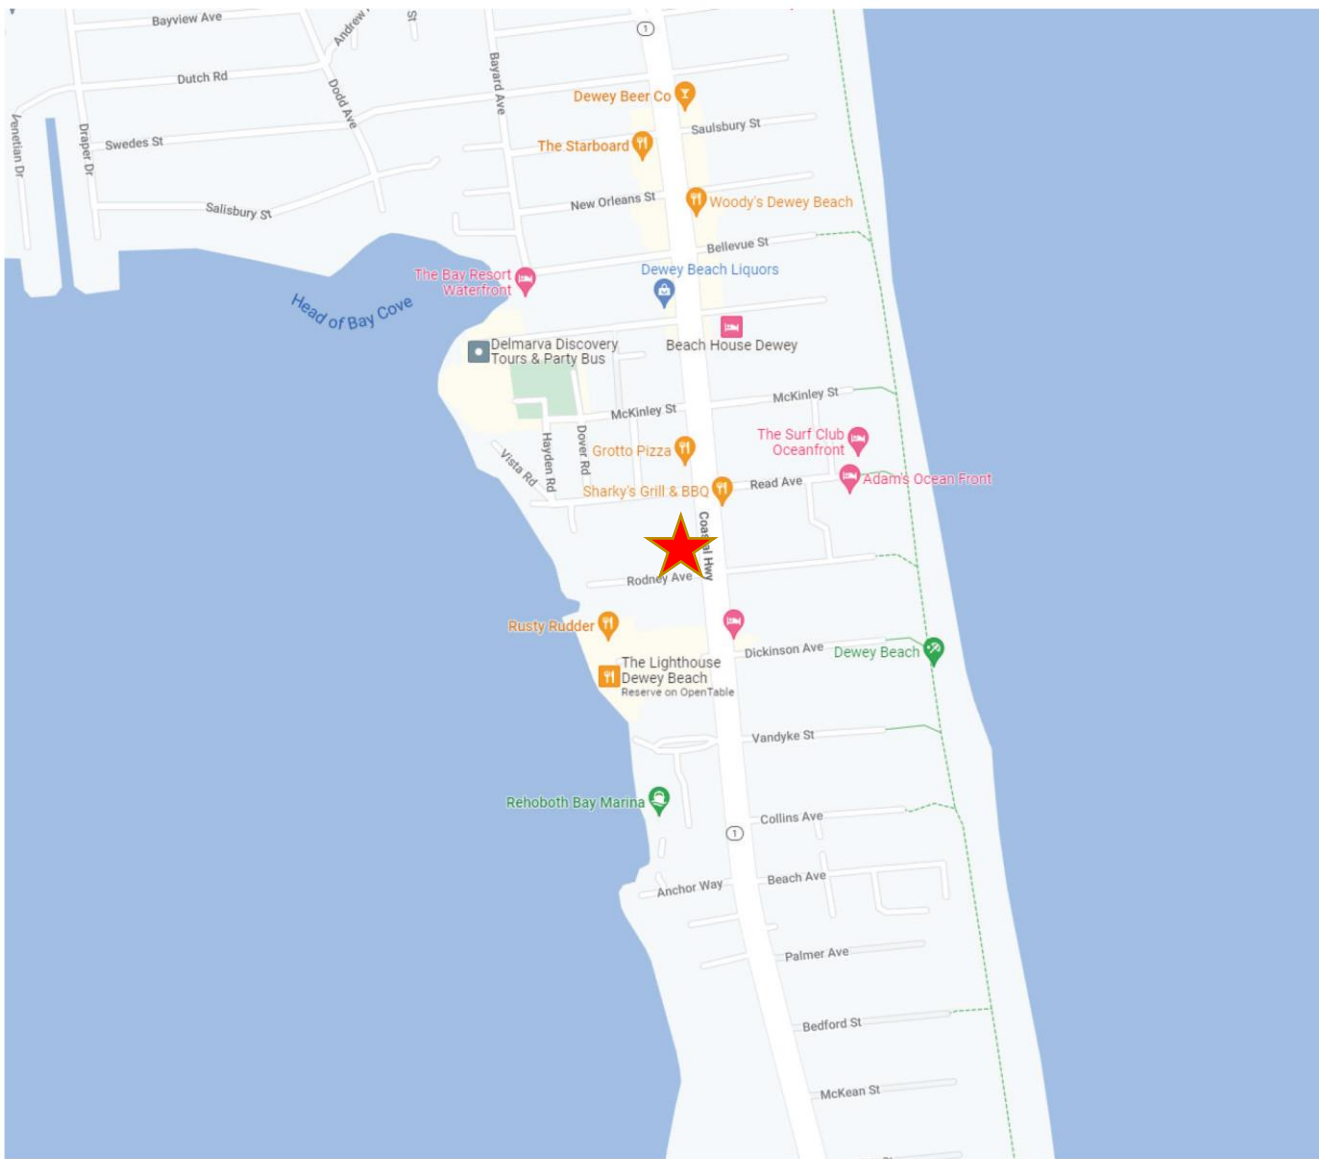 Bayview Ave
St
1
Dutch Rd
Bayard Ave
Dodd Ave
Dewey Beer Co
Saulsbury St
The Starboard
Draper Dr
Swedes St
New Orleans St
Woody's Dewey Beach
Salisbury St
Bellevue St
The Bay Resort
Waterfront
Dewey Beach Liquors
Head of Bay Cove
Delmarva Discovery
Tours & Party Bus
Beach House Dewey
McKinley St
McKinley St
The Surf Club
Oceanfront
Grotto Pizza
Hayden Rd
Dover Rd
Vista Rd
Sharky's Grill & BBQ
Read Ave
Adam's Ocean Front
Coastal Hwy
Rodney Ave
Rusty Rudder
Dickinson Ave
Dewey Beach
The Lighthouse
Dewey Beach
Reserve on OpenTable
Vandyke St
Rehoboth Bay Marina
Collins Ave
1
Anchor Way
Beach Ave
Palmer Ave
Bedford St
McKean St